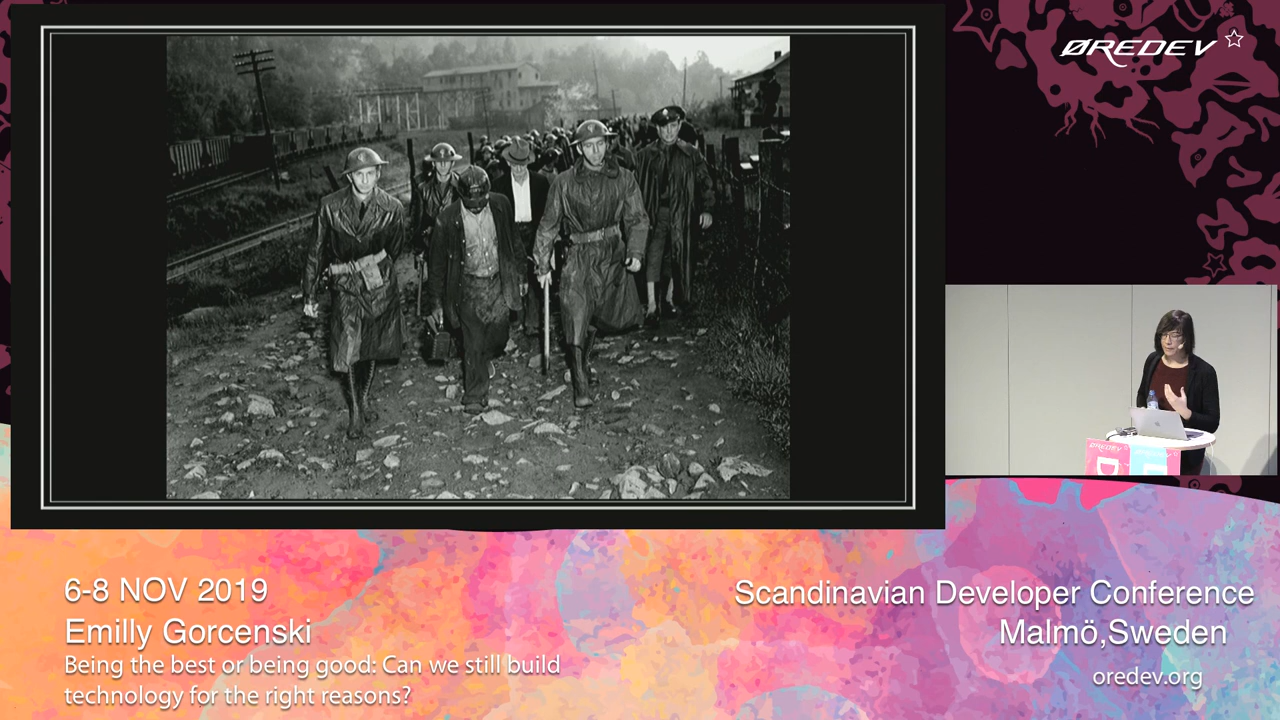 ØREDEV
ØREDEV
D
6-8 NOV 2019
Emilly Gorcenski
Being the best or being good: Can we still build
technology for the right reasons?
Scandinavian Developer Conference
Malmö,Sweden
oredev.org